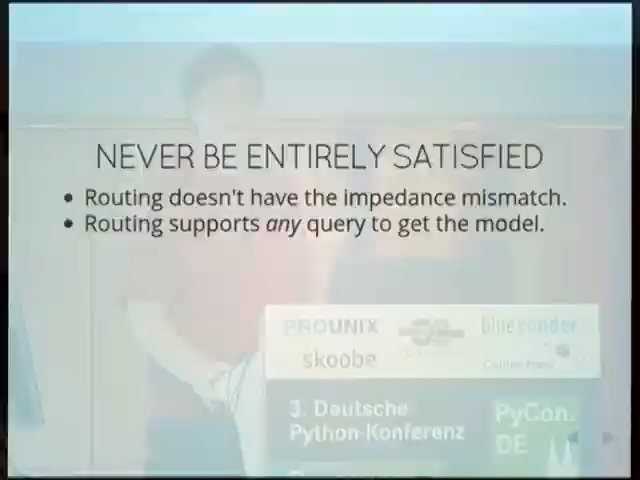 NEVER BE ENTIRELY SATISFIED
• Routing doesn't have the impedance mismatch.
• Routing supports any query to get the model.
PROUNIX
blue yonder
skoobe
3. Deutsche
Python-Konferenz
PyCon.
DE